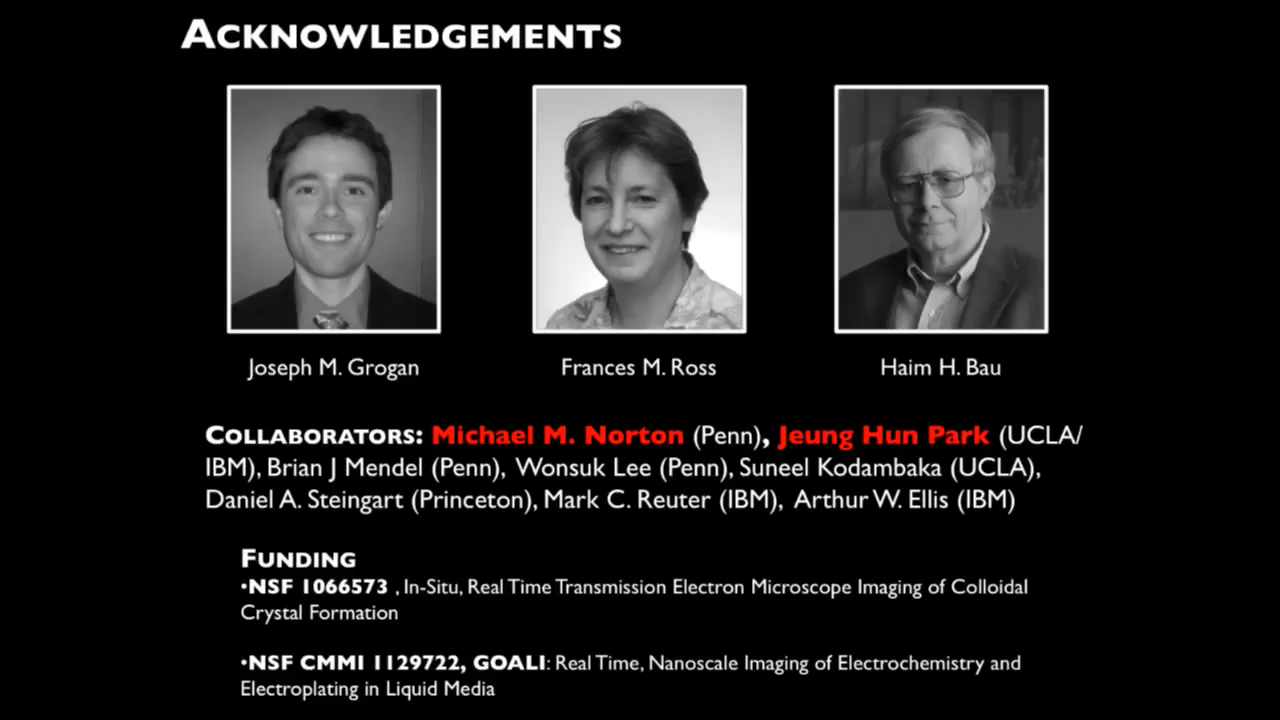 ACKNOWLEDGEMENTS
Joseph M. Grogan
Frances M. Ross
Haim H. Bau
COLLABORATORS: Michael M. Norton (Penn), Jeung Hun Park (UCLA/
IBM), Brian J Mendel (Penn), Wonsuk Lee (Penn), Suneel Kodambaka (UCLA),
Daniel A. Steingart (Princeton), Mark C. Reuter (IBM), Arthur W. Ellis (IBM)
FUNDING
•NSF 1066573 , In-Situ, Real Time Transmission Electron Microscope Imaging of Colloidal
Crystal Formation
•NSF CMMI 1129722, GOALI: Real Time, Nanoscale Imaging of Electrochemistry and
Electroplating in Liquid Media